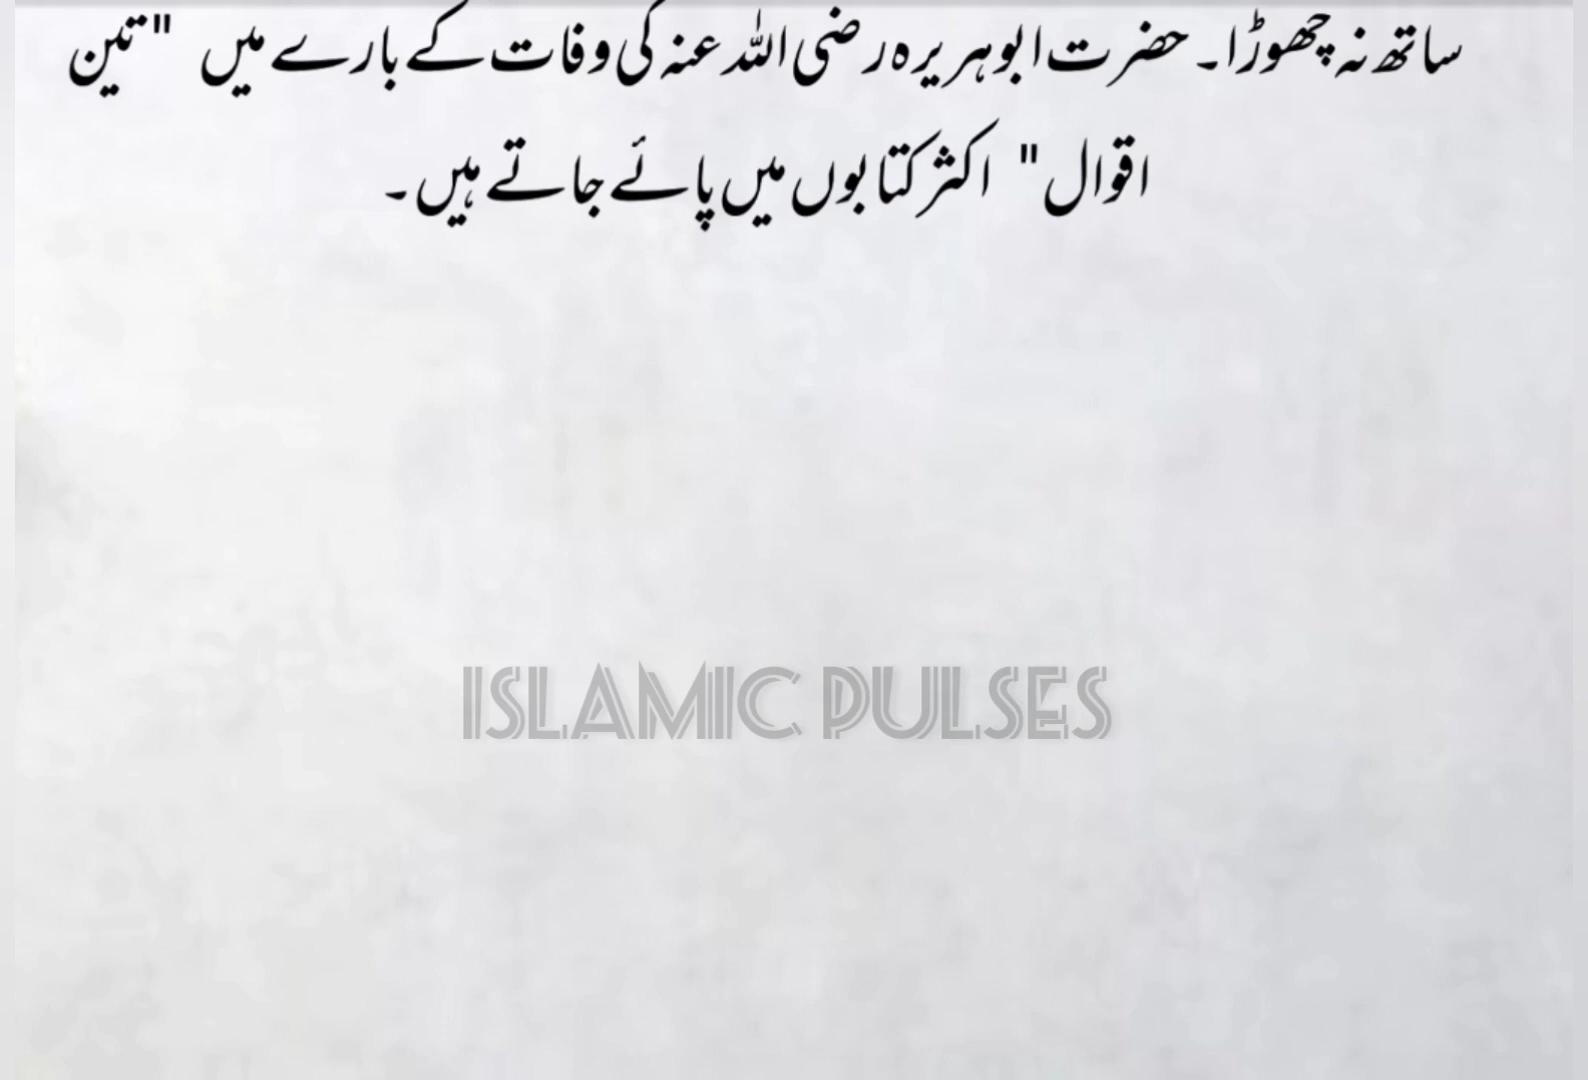 ساتھ نہ چھوڑا۔ حضرت ابوہریرہ رضی اللہ عنہ کی وفات کے بارے میں "تین
اقوال" اکثر کتابوں میں پائے جاتے ہیں۔
ISLAMIC PULSES